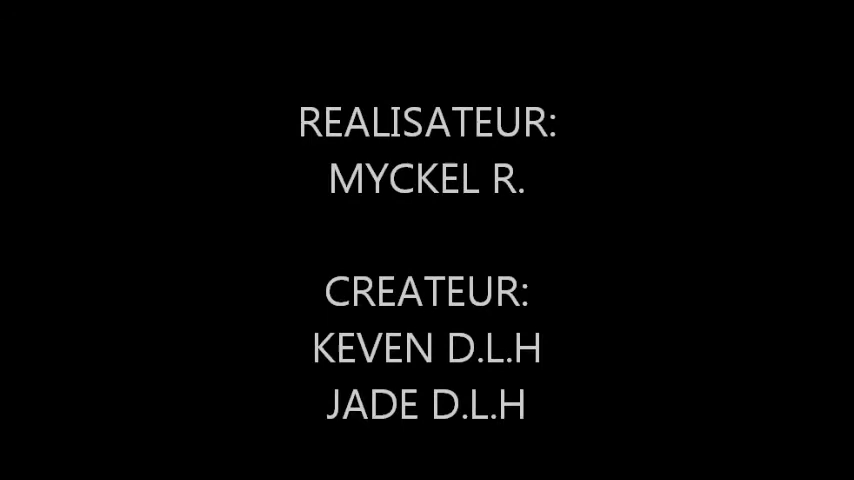 REALISATEUR:
MYCKEL R.
CREATEUR:
KEVEN D.L.H
JADE D.L.H